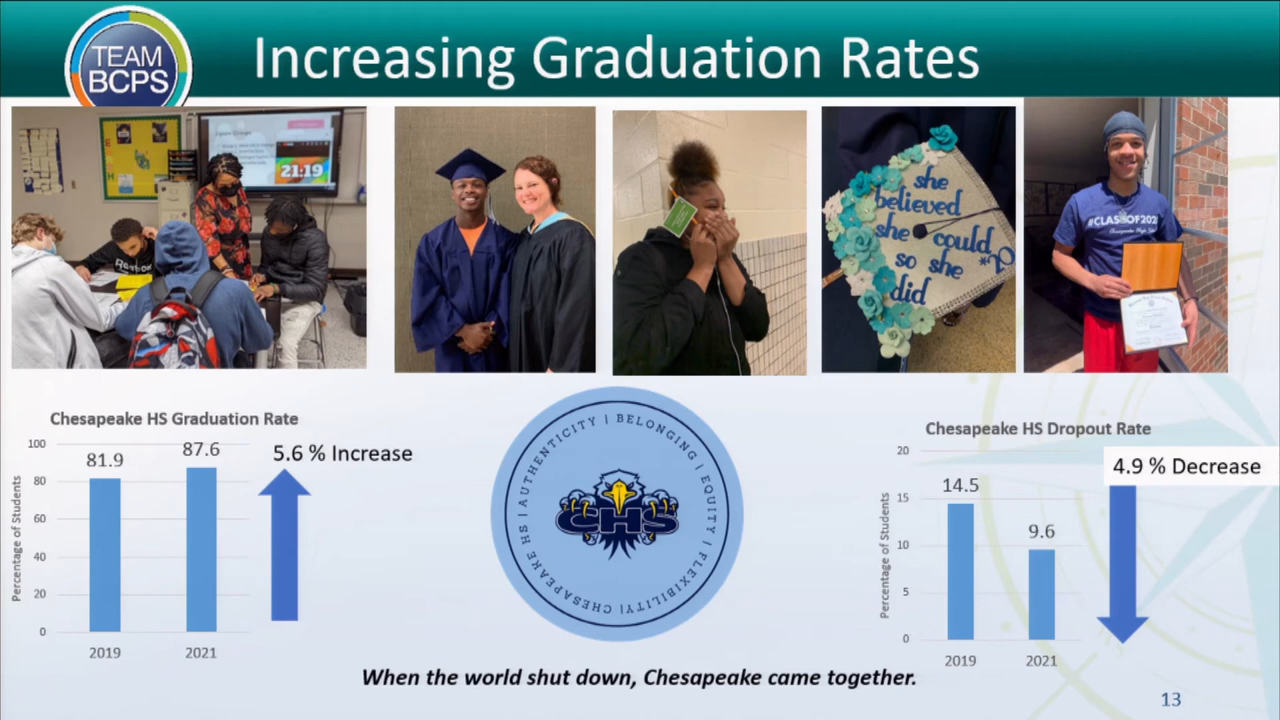 TEAM
BCPS
Increasing Graduation Rates
21:19
she
believed
she could
so she
did
#CLASSOF202
Chesapeake HS Graduation Rate
Percentage of Students
100
80
60
40
20
0
81.9
87.6
2019
2021
5.6 % Increase
CHESAPEAKE HS | AUTHENTICITY | BELONGING | EQUITY | FLEXIBILITY|
CHS
Chesapeake HS Dropout Rate
Percentage of Students
20
15
10
5
0
14.5
9.6
2019
2021
4.9 % Decrease
When the world shut down, Chesapeake came together.
13